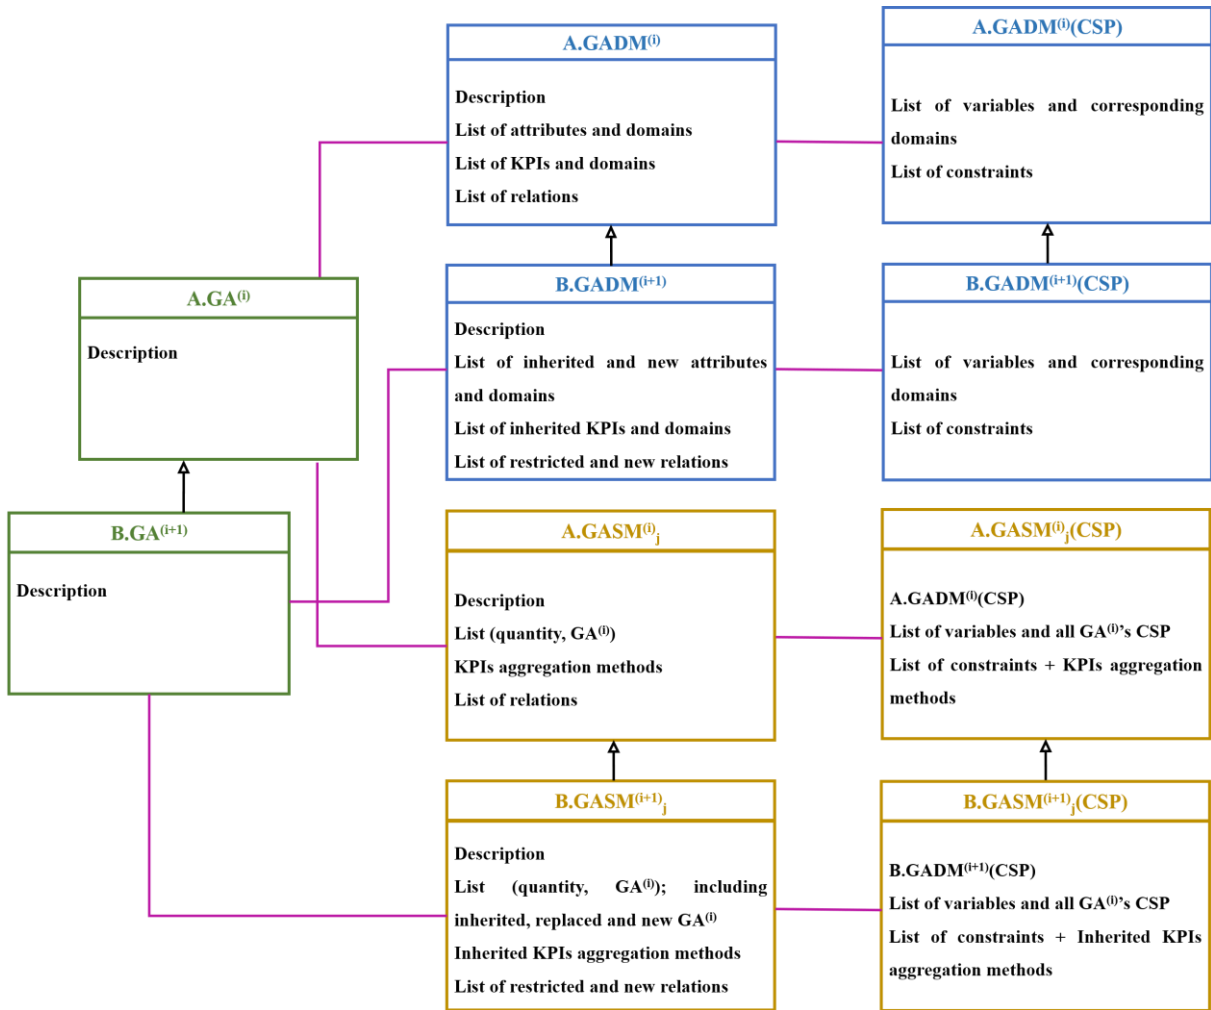 A.GADM⁽ⁱ⁾
Description
List of attributes and domains
List of KPIs and domains
List of relations
A.GADM⁽ⁱ⁾(CSP)
List of variables and corresponding
domains
List of constraints
A.GA⁽ⁱ⁾
Description
B.GADM⁽ⁱ⁺¹⁾
Description
List of inherited and new attributes
and domains
List of inherited KPIs and domains
List of restricted and new relations
B.GADM⁽ⁱ⁺¹⁾(CSP)
List of variables and corresponding
domains
List of constraints
B.GA⁽ⁱ⁺¹⁾
Description
A.GASM⁽ⁱ⁾ⱼ
Description
List (quantity, GA⁽ⁱ⁾)
KPIs aggregation methods
List of relations
A.GASM⁽ⁱ⁾ⱼ(CSP)
A.GADM⁽ⁱ⁾(CSP)
List of variables and all GA⁽ⁱ⁾’s CSP
List of constraints + KPIs aggregation
methods
B.GASM⁽ⁱ⁺¹⁾ⱼ
Description
List (quantity, GA⁽ⁱ⁾); including
inherited, replaced and new GA⁽ⁱ⁾
Inherited KPIs aggregation methods
List of restricted and new relations
B.GASM⁽ⁱ⁺¹⁾ⱼ(CSP)
B.GADM⁽ⁱ⁺¹⁾(CSP)
List of variables and all GA⁽ⁱ⁾’s CSP
List of constraints + Inherited KPIs
aggregation methods